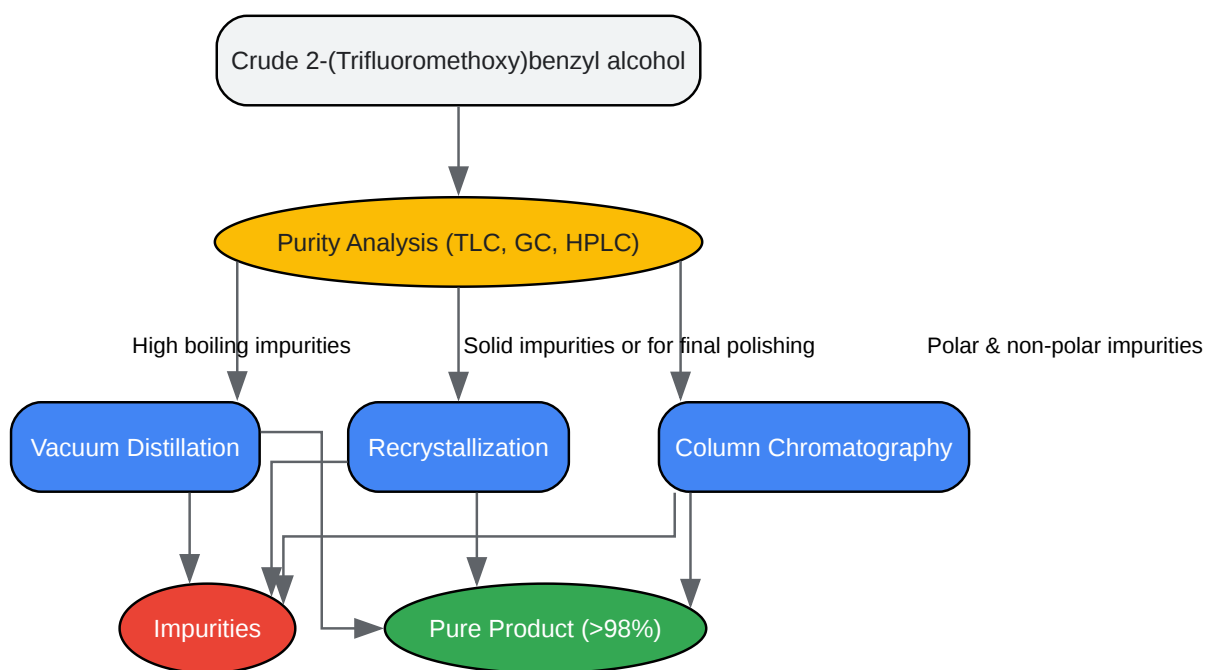 Crude 2-(Trifluoromethoxy)benzyl alcohol
Purity Analysis (TLC, GC, HPLC)
High boiling impurities
Solid impurities or for final polishing
Polar & non-polar impurities
Vacuum Distillation
Recrystallization
Column Chromatography
Impurities
Pure Product (>98%)